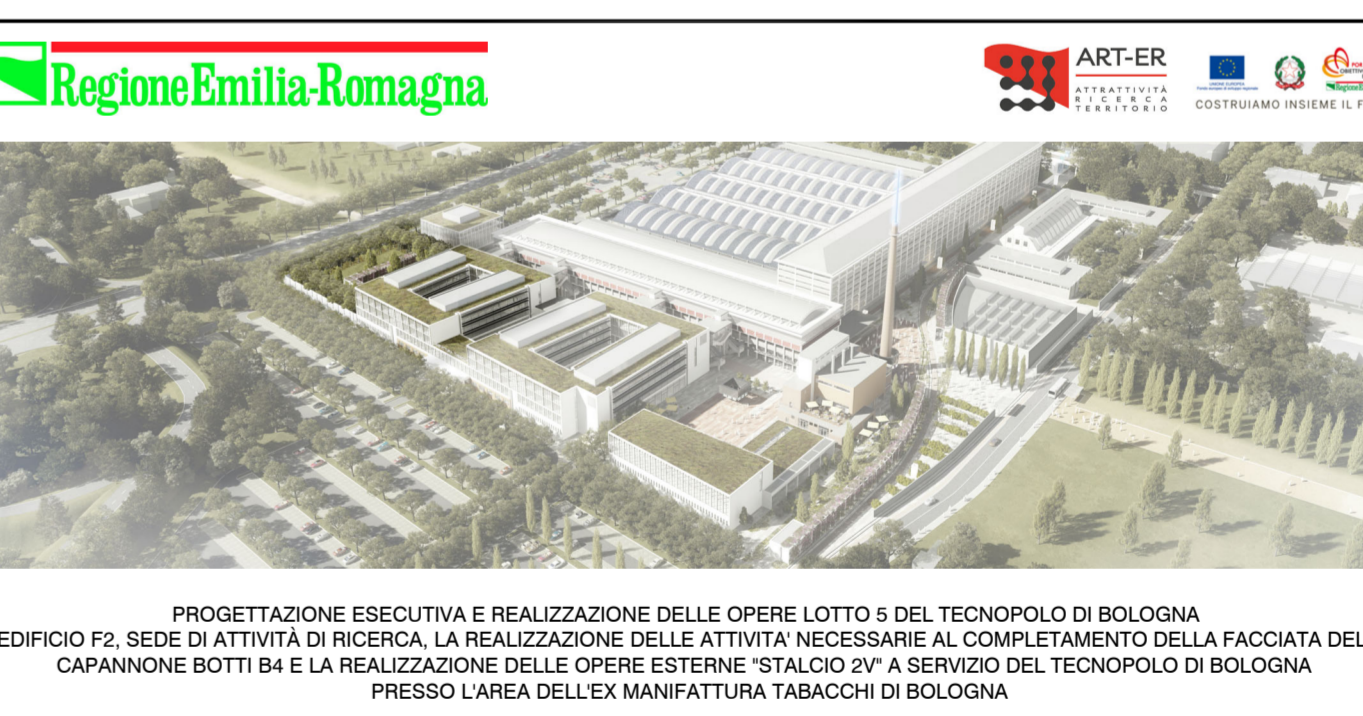 RegioneEmilia-Romagna
ART-ER
ATTRATTIVITÀ
RICERCA
TERRITORIO
UNIONE EUROPEA
COSTRUIAMO INSIEME IL F
PROGETTAZIONE ESECUTIVA E REALIZZAZIONE DELLE OPERE LOTTO 5 DEL TECNOPOLO DI BOLOGNA
EDIFICIO F2, SEDE DI ATTIVITÀ DI RICERCA, LA REALIZZAZIONE DELLE ATTIVITA' NECESSARIE AL COMPLETAMENTO DELLA FACCIATA DEL
CAPANNONE BOTTI B4 E LA REALIZZAZIONE DELLE OPERE ESTERNE "STALCIO 2V" A SERVIZIO DEL TECNOPOLO DI BOLOGNA
PRESSO L'AREA DELL'EX MANIFATTURA TABACCHI DI BOLOGNA